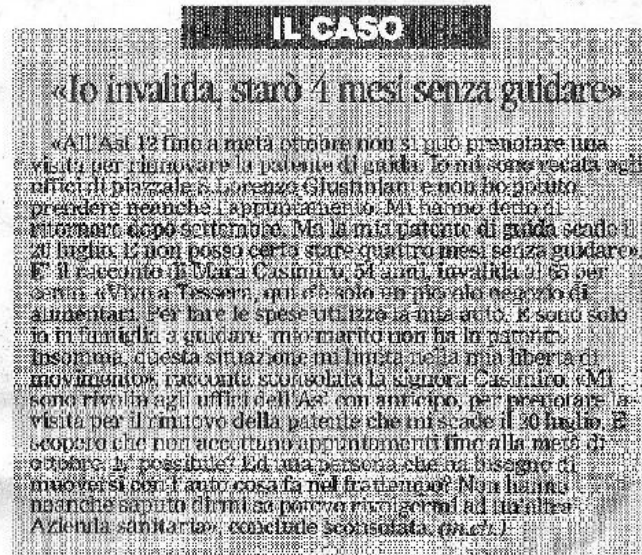 IL CASO
«Io invalida, starò 4 mesi senza guidare»
«All'Asl 12 fino a metà ottobre non si può prenotare una
visita per rinnovare la patente di guida. Io mi sono recata agli
uffici di piazzale S. Lorenzo Giustiniani e non ho potuto
prendere neanche l'appuntamento. Mi hanno detto di
ritornare dopo settembre. Ma la mia patente di guida scade il
20 luglio. E non posso certo stare quattro mesi senza guidare».
E' il racconto di Mara Casimiro, 54 anni, invalida al 65 per
cento. «Vivo a Tessera, qui c'è solo un piccolo negozio di
alimentari. Per fare le spese utilizzo la mia auto. E sono solo
io in famiglia a guidare, mio marito non ha la patente.
Insomma, questa situazione mi limita nella mia libertà di
movimento», racconta sconsolata la signora Casimiro. «Mi
sono rivolta agli uffici dell'Asl con anticipo, per prenotare la
visita per il rinnovo della patente che mi scade il 20 luglio. E
scopero che non accettano appuntamenti fino alla metà di
ottobre. E' possibile? Ed una persona che ha bisogno di
muoversi con l'auto cosa fa nel frattempo? Non hanno
neanche saputo dirmi se potevo rivolgermi ad un'altra
Azienda sanitaria», conclude sconsolata. (m.ch.)